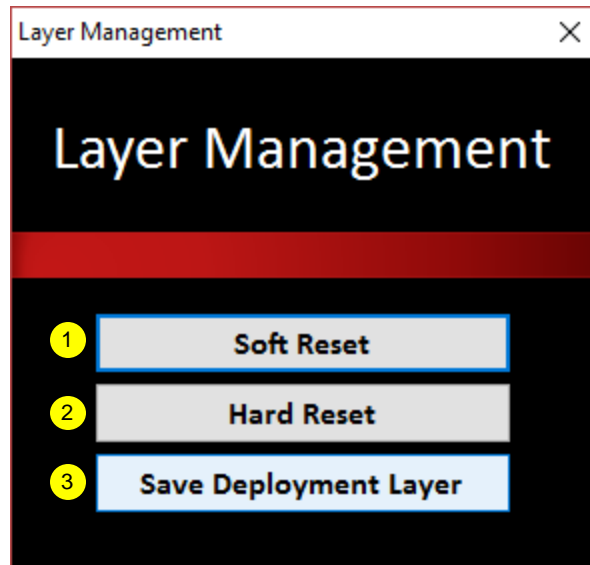 Layer Management
Layer Management
1 Soft Reset
2 Hard Reset
3 Save Deployment Layer